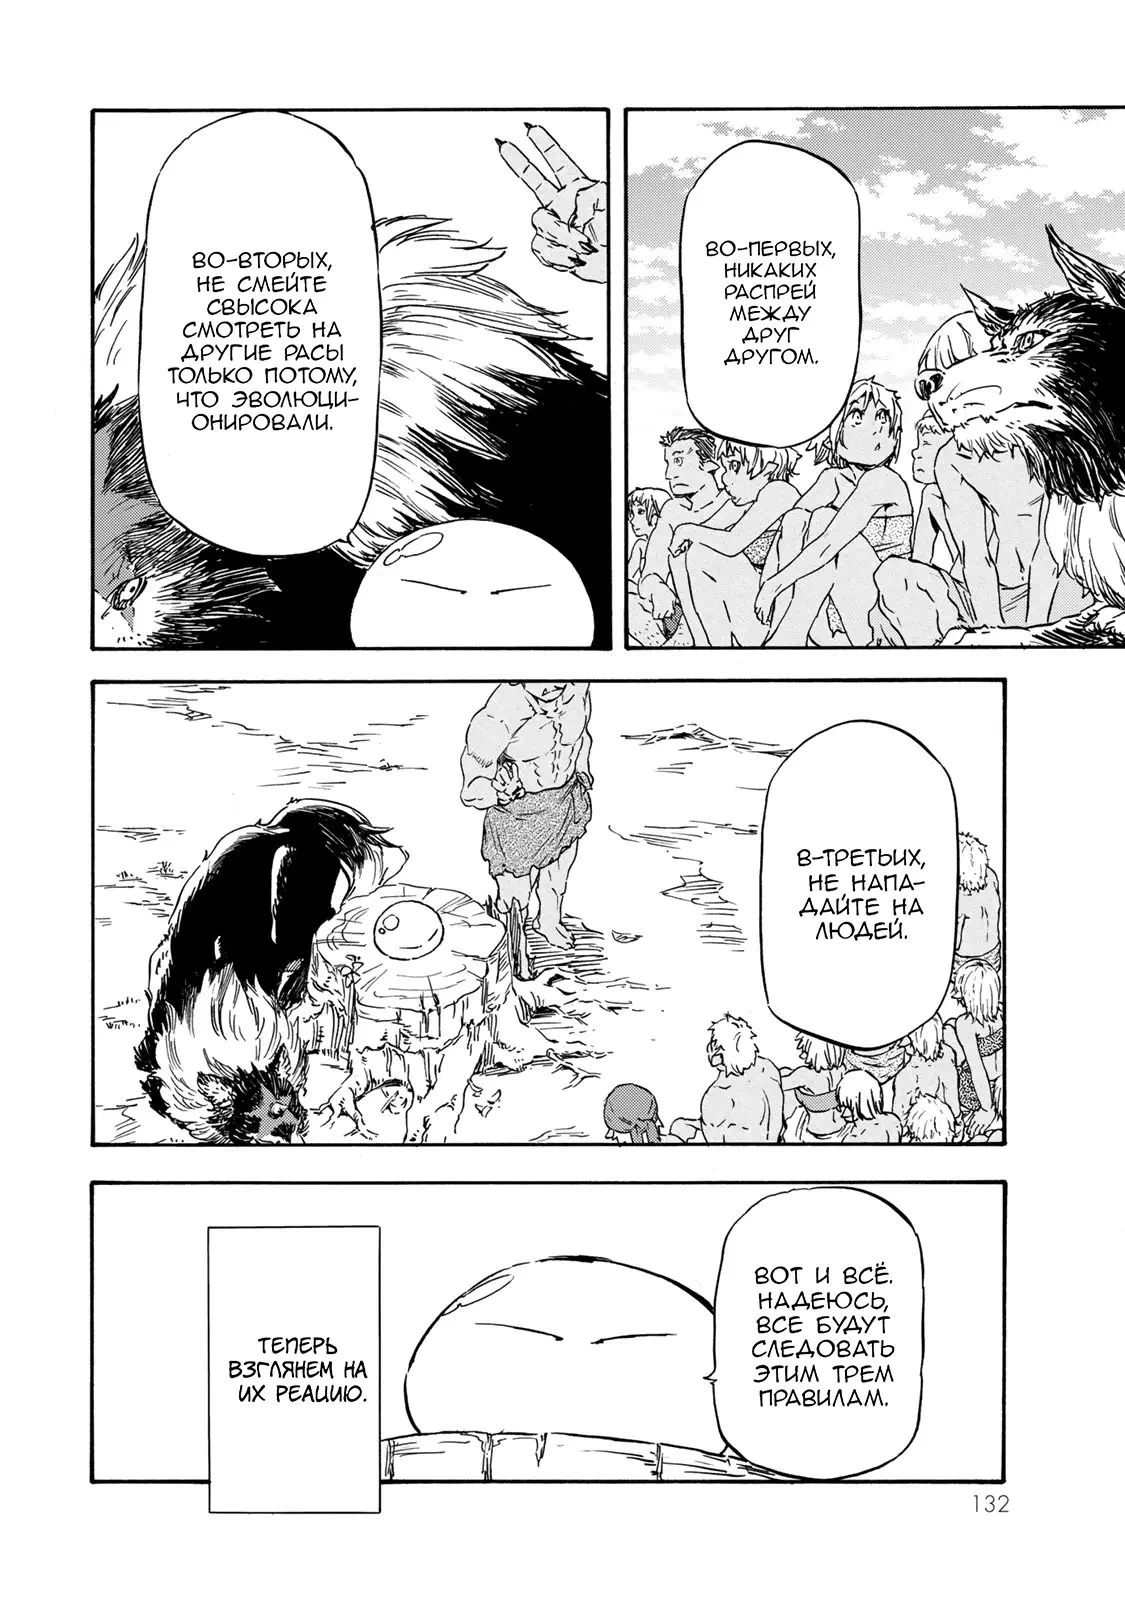 ВО-ПЕРВЫХ,
НИКАКИХ
РАСПРЕЙ
МЕЖДУ
ДРУГ
ДРУГОМ.
ВО-ВТОРЫХ,
НЕ СМЕЙТЕ
СВЫСОКА
СМОТРЕТЬ НА
ДРУГИЕ РАСЫ
ТОЛЬКО ПОТОМУ,
ЧТО ЭВОЛЮЦИ-
ОНИРОВАЛИ.
В-ТРЕТЬИХ,
НЕ НАПА-
ДАЙТЕ НА
ЛЮДЕЙ.
ВОТ И ВСЁ.
НАДЕЮСЬ,
ВСЕ БУДУТ
СЛЕДОВАТЬ
ЭТИМ ТРЕМ
ПРАВИЛАМ.
ТЕПЕРЬ
ВЗГЛЯНЕМ НА
ИХ РЕАЦИЮ.
132